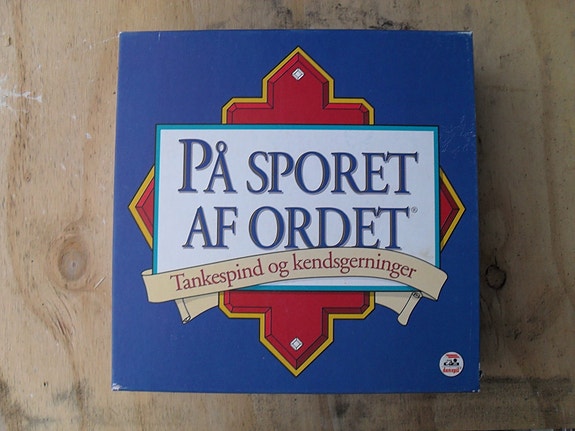 PÅ SPORET
AF ORDET®
Tankespind og kendsgerninger